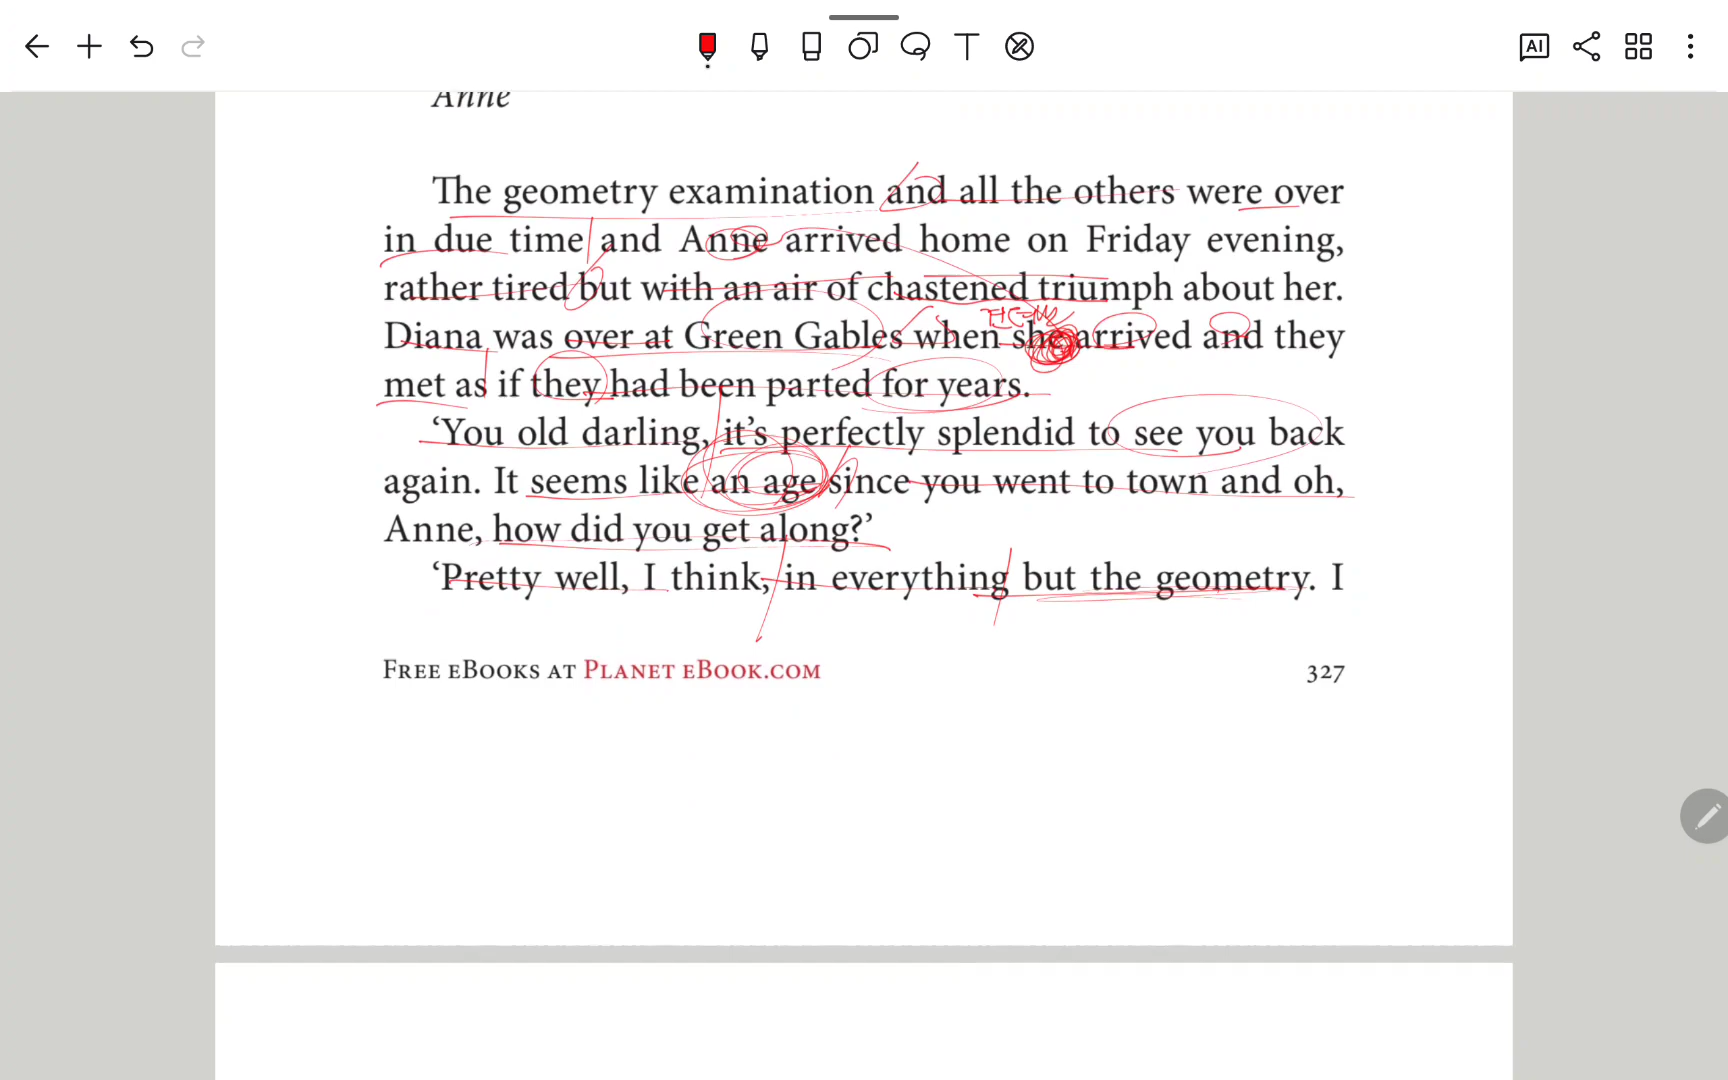 Anne
The geometry examination and all the others were over
in due time and Anne arrived home on Friday evening,
rather tired but with an air of chastened triumph about her.
Diana was over at Green Gables when she arrived and they
met as if they had been parted for years.
‘You old darling, it’s perfectly splendid to see you back
again. It seems like an age since you went to town and oh,
Anne, how did you get along?’
‘Pretty well, I think, in everything but the geometry. I
Free eBooks at Planet eBook.com
327